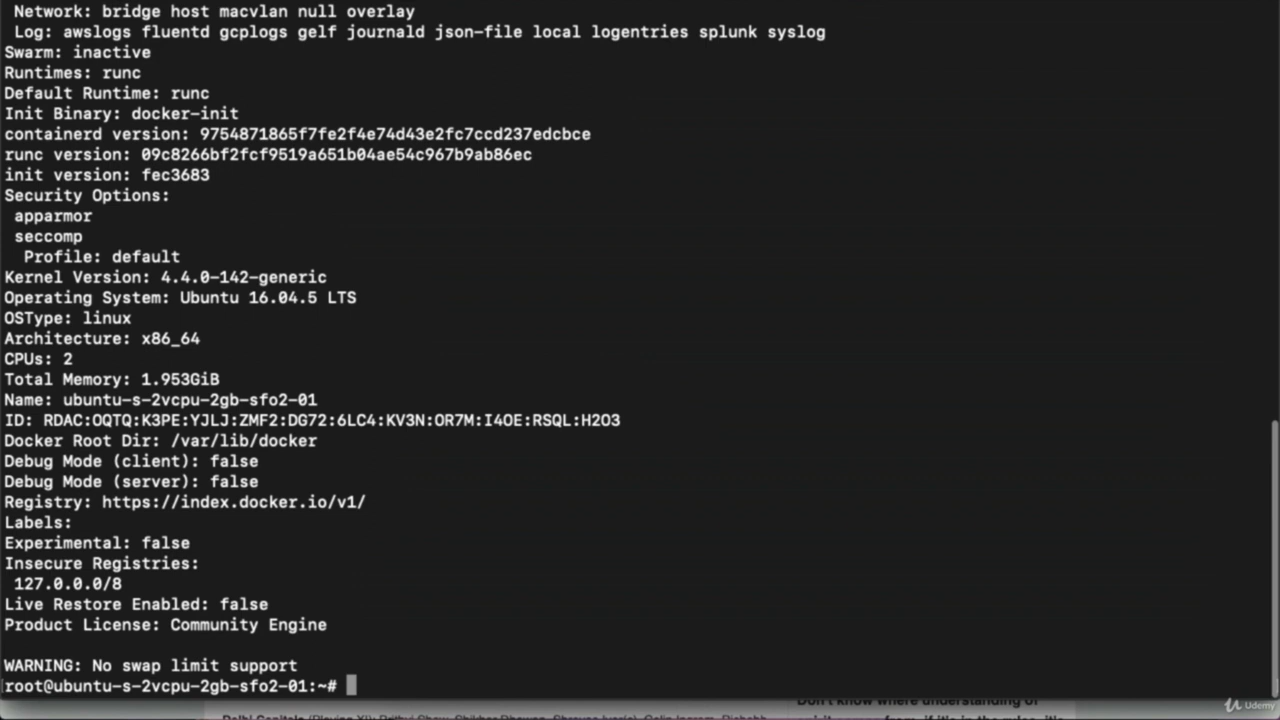 Network: bridge host macvlan null overlay
Log: awslogs fluentd gcplogs gelf journald json-file local logentries splunk syslog
Swarm: inactive
Runtimes: runc
Default Runtime: runc
Init Binary: docker-init
containerd version: 9754871865f7fe2f4e74d43e2fc7ccd237edcbce
runc version: 09c8266bf2fcf9519a651b04ae54c967b9ab86ec
init version: fec3683
Security Options:
apparmor
seccomp
Profile: default
Kernel Version: 4.4.0-142-generic
Operating System: Ubuntu 16.04.5 LTS
OSType: linux
Architecture: x86_64
CPUs: 2
Total Memory: 1.953GiB
Name: ubuntu-s-2vcpu-2gb-sfo2-01
ID: RDAC:OQTQ:K3PE:YJLJ:ZMF2:DG72:6LC4:KV3N:OR7M:I4OE:RSQL:H2O3
Docker Root Dir: /var/lib/docker
Debug Mode (client): false
Debug Mode (server): false
Registry: https://index.docker.io/v1/
Labels:
Experimental: false
Insecure Registries:
127.0.0.0/8
Live Restore Enabled: false
Product License: Community Engine
WARNING: No swap limit support
root@ubuntu-s-2vcpu-2gb-sfo2-01:~#
Don't know where understanding of
Udemy